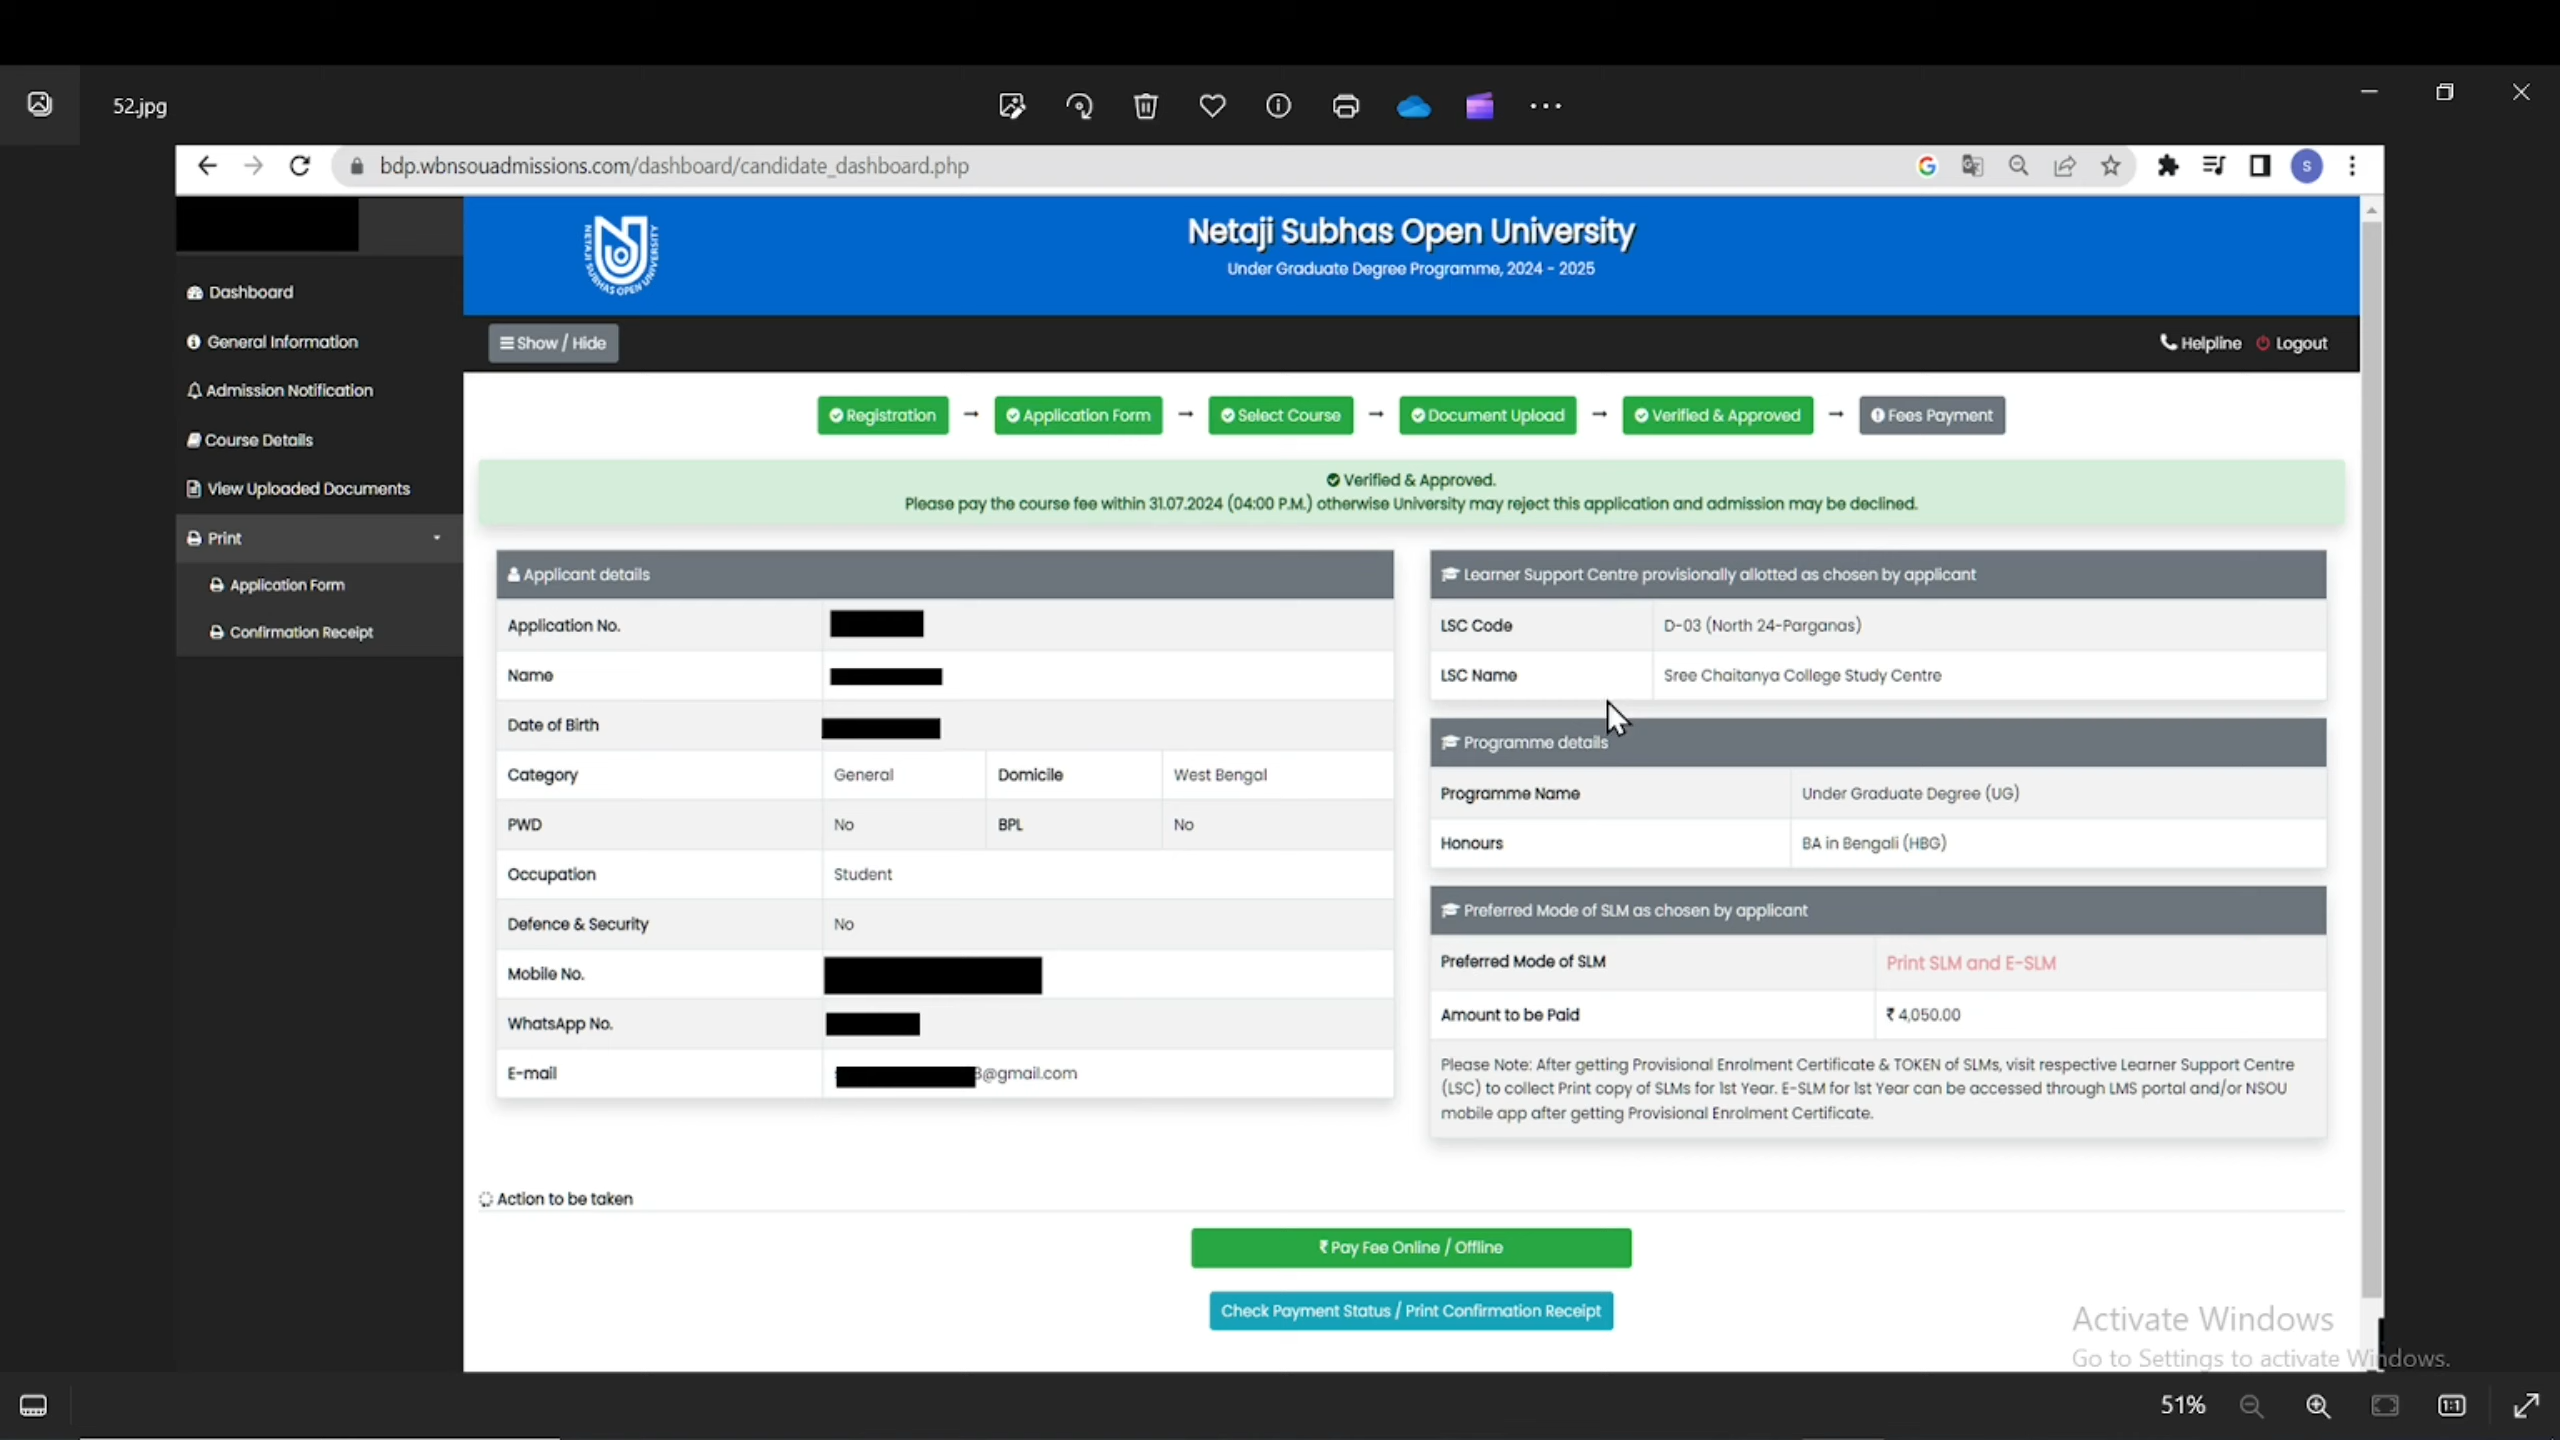 52.jpg
bdp.wbnsouadmissions.com/dashboard/candidate_dashboard.php
S
NETAJI SUBHAS OPEN UNIVERSITY
Netaji Subhas Open University
Under Graduate Degree Programme, 2024 - 2025
Show / Hide
Helpline
Logout
Dashboard
General Information
Admission Notification
Course Details
View Uploaded Documents
Print
Application Form
Confirmation Receipt
Registration → Application Form → Select Course → Document Upload → Verified & Approved → Fees Payment
Verified & Approved.
Please pay the course fee within 31.07.2024 (04:00 P.M.) otherwise University may reject this application and admission may be declined.
Applicant details
Application No.
Name
Date of Birth
Category General Domicile West Bengal
PWD No BPL No
Occupation Student
Defence & Security No
Mobile No.
WhatsApp No.
E-mail @gmail.com
Learner Support Centre provisionally allotted as chosen by applicant
LSC Code D-03 (North 24-Parganas)
LSC Name Sree Chaitanya College Study Centre
Programme details
Programme Name Under Graduate Degree (UG)
Honours BA in Bengali (HBG)
Preferred Mode of SLM as chosen by applicant
Preferred Mode of SLM Print SLM and E-SLM
Amount to be Paid ₹ 4,050.00
Please Note: After getting Provisional Enrolment Certificate & TOKEN of SLMs, visit respective Learner Support Centre
(LSC) to collect Print copy of SLMs for 1st Year. E-SLM for 1st Year can be accessed through LMS portal and/or NSOU
mobile app after getting Provisional Enrolment Certificate.
Action to be taken
₹ Pay Fee Online / Offline
Check Payment Status / Print Confirmation Receipt
Activate Windows
Go to Settings to activate Windows.
51%
1:1